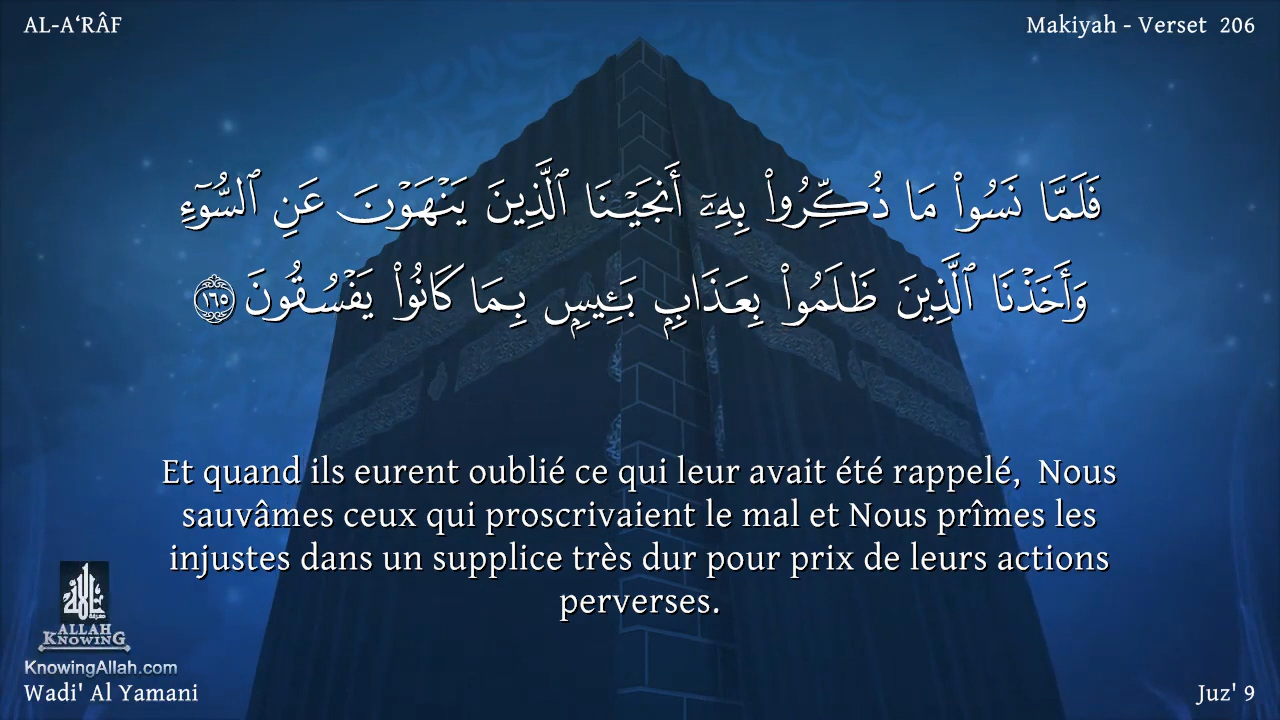 AL-A‘RÂF
Makiyah - Verset 206
فَلَمَّا نَسُوا۟ مَا ذُكِّرُوا۟ بِهِۦٓ أَنجَيْنَا ٱلَّذِينَ يَنْهَوْنَ عَنِ ٱلسُّوٓءِ
وَأَخَذْنَا ٱلَّذِينَ ظَلَمُوا۟ بِعَذَابٍۭ بَـِٔيسٍۭ بِمَا كَانُوا۟ يَفْسُقُونَ ١٦٥
Et quand ils eurent oublié ce qui leur avait été rappelé, Nous
sauvâmes ceux qui proscrivaient le mal et Nous prîmes les
injustes dans un supplice très dur pour prix de leurs actions
perverses.
ALLAH
KNOWING
KnowingAllah.com
Wadi' Al Yamani
Juz' 9